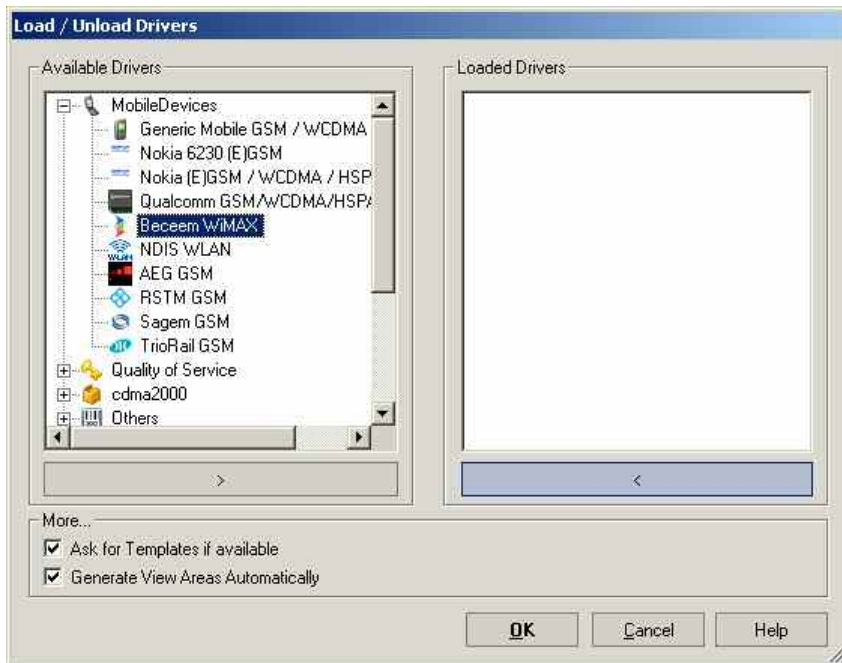 Load / Unload Drivers
Available Drivers
MobileDevices
Generic Mobile GSM / WCDMA
Nokia 6230 (E)GSM
Nokia (E)GSM / WCDMA / HSP
Qualcomm GSM/WCDMA/HSPA
Beceem WiMAX
NDIS WLAN
AEG GSM
RSTM GSM
Sagem GSM
TrioRail GSM
Quality of Service
cdma2000
Others
>
Loaded Drivers
<
More...
Ask for Templates if available
Generate View Areas Automatically
OK
Cancel
Help